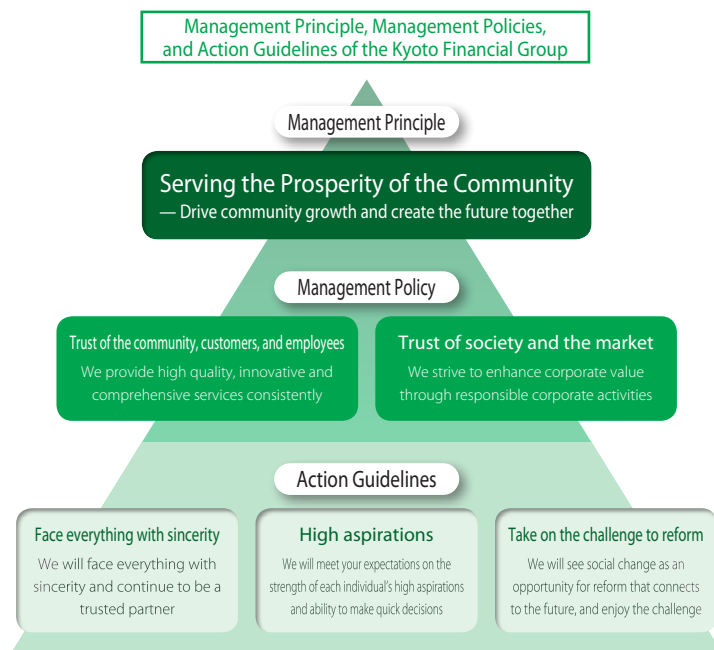 Management Principle, Management Policies,
and Action Guidelines of the Kyoto Financial Group
Management Principle
Serving the Prosperity of the Community
— Drive community growth and create the future together
Management Policy
Trust of the community, customers, and employees
We provide high quality, innovative and
comprehensive services consistently
Trust of society and the market
We strive to enhance corporate value
through responsible corporate activities
Action Guidelines
Face everything with sincerity
We will face everything with
sincerity and continue to be a
trusted partner
High aspirations
We will meet your expectations on the
strength of each individual's high aspirations
and ability to make quick decisions
Take on the challenge to reform
We will see social change as an
opportunity for reform that connects
to the future, and enjoy the challenge